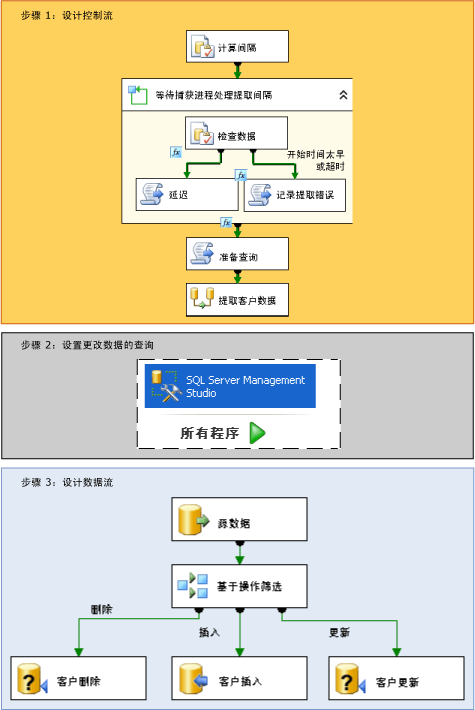 步骤 1：设计控制流
计算间隔
等待捕获进程处理提取间隔
检查数据
fx
开始时间太早
或超时
fx
延迟
记录提取错误
fx
准备查询
提取客户数据
步骤 2：设置更改数据的查询
SQL Server Management
Studio
所有程序
步骤 3：设计数据流
源数据
基于操作筛选
删除
插入
更新
?
客户删除
客户插入
?
客户更新